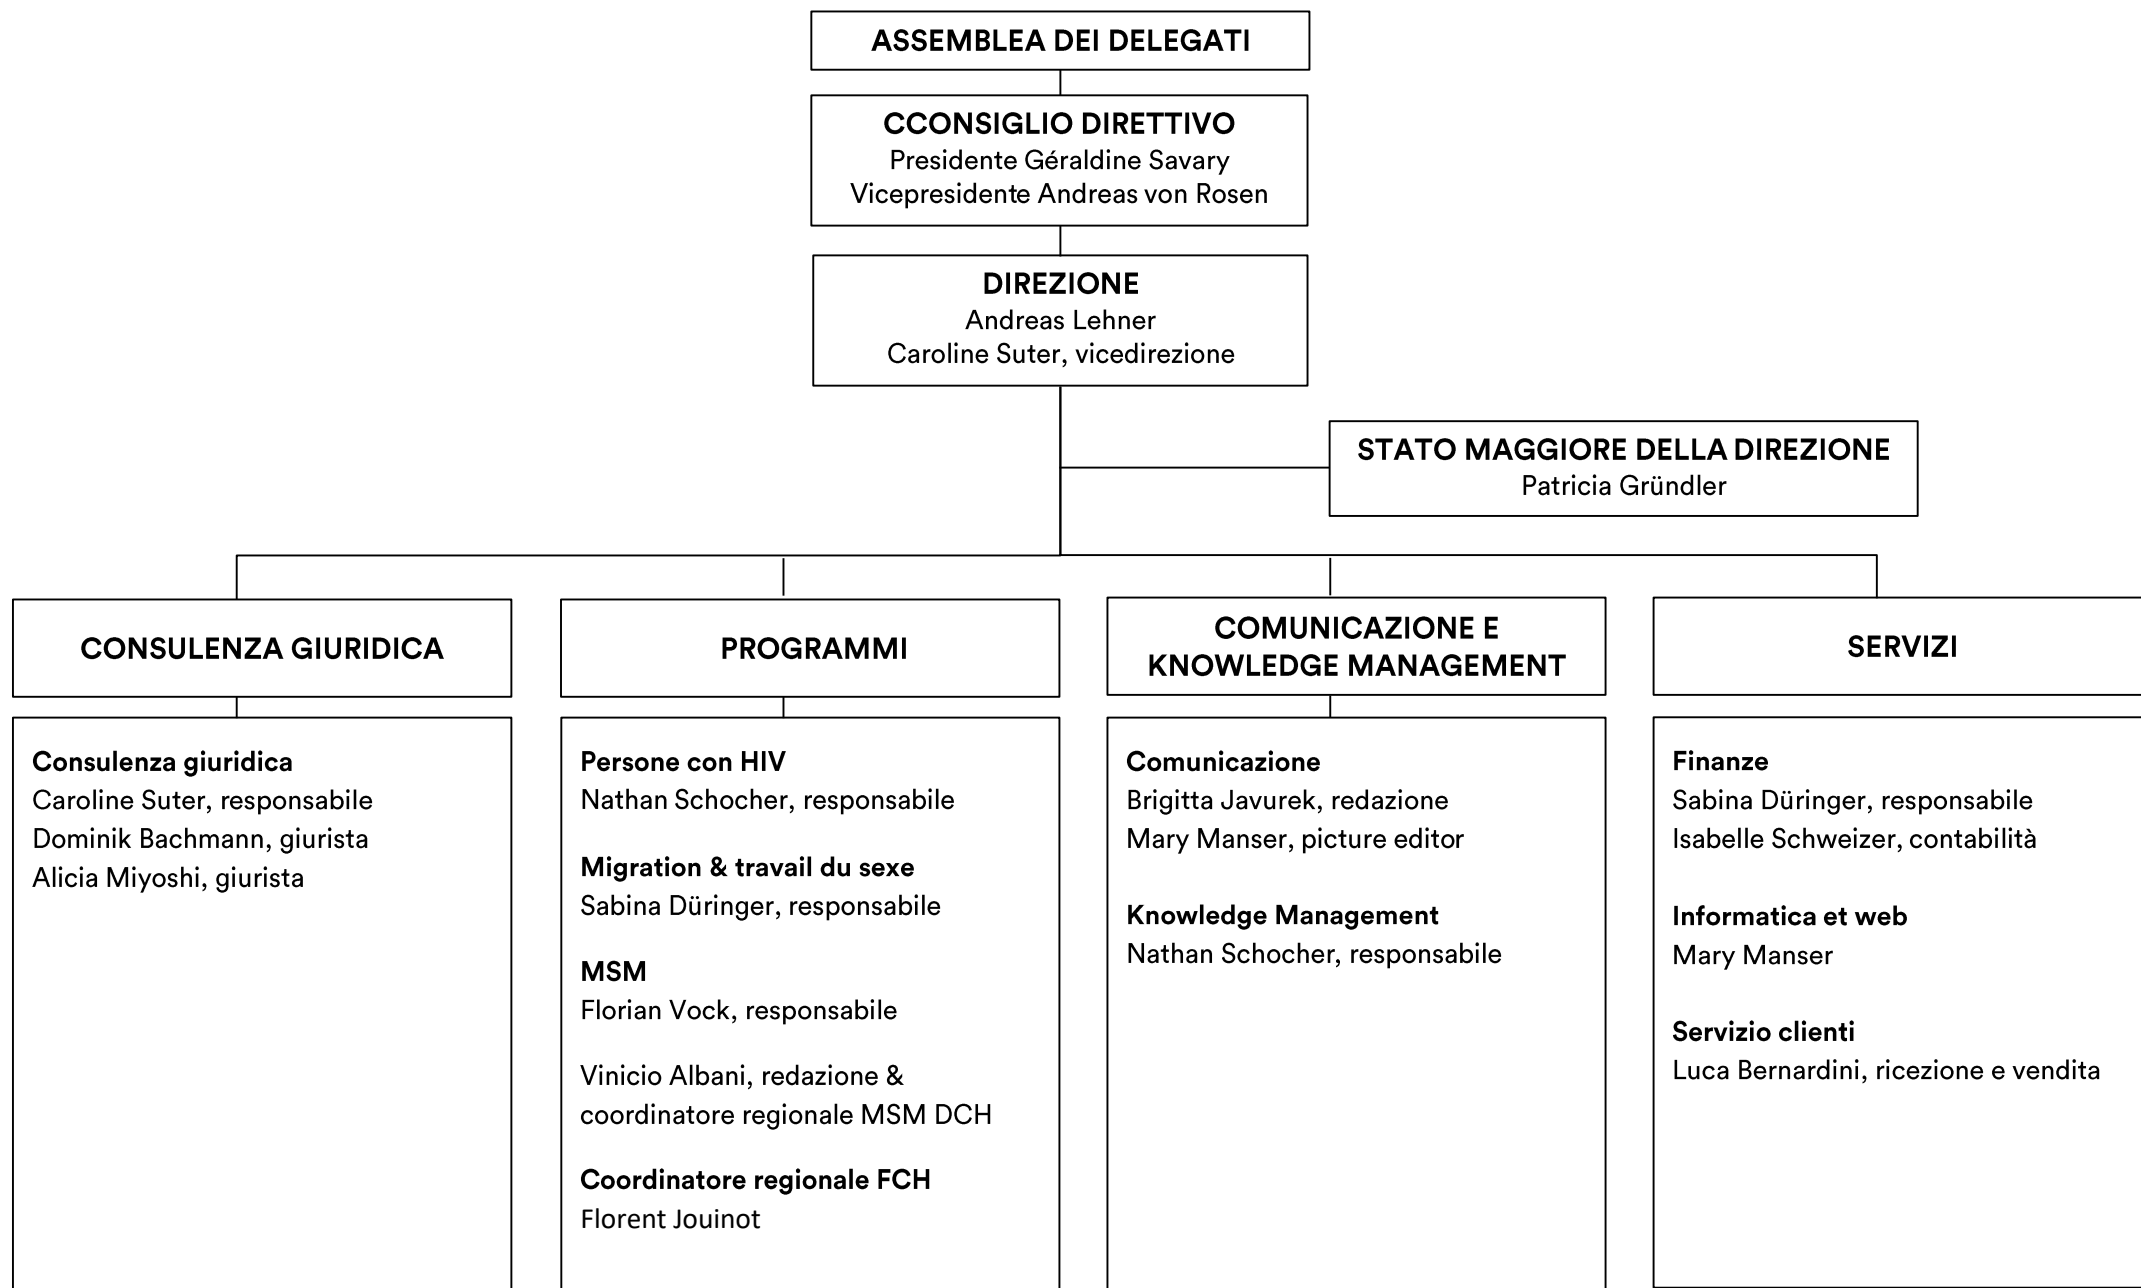 ASSEMBLEA DEI DELEGATI
CCONSIGLIO DIRETTIVO
Presidente Géraldine Savary
Vicepresidente Andreas von Rosen
DIREZIONE
Andreas Lehner
Caroline Suter, vicedirezione
STATO MAGGIORE DELLA DIREZIONE
Patricia Gründler
CONSULENZA GIURIDICA
Consulenza giuridica
Caroline Suter, responsabile
Dominik Bachmann, giurista
Alicia Miyoshi, giurista
PROGRAMMI
Persone con HIV
Nathan Schocher, responsabile
Migration & travail du sexe
Sabina Düringer, responsabile
MSM
Florian Vock, responsabile
Vinicio Albani, redazione &
coordinatore regionale MSM DCH
Coordinatore regionale FCH
Florent Jouinot
COMUNICAZIONE E
KNOWLEDGE MANAGEMENT
Comunicazione
Brigitta Javurek, redazione
Mary Manser, picture editor
Knowledge Management
Nathan Schocher, responsabile
SERVIZI
Finanze
Sabina Düringer, responsabile
Isabelle Schweizer, contabilità
Informatica et web
Mary Manser
Servizio clienti
Luca Bernardini, ricezione e vendita